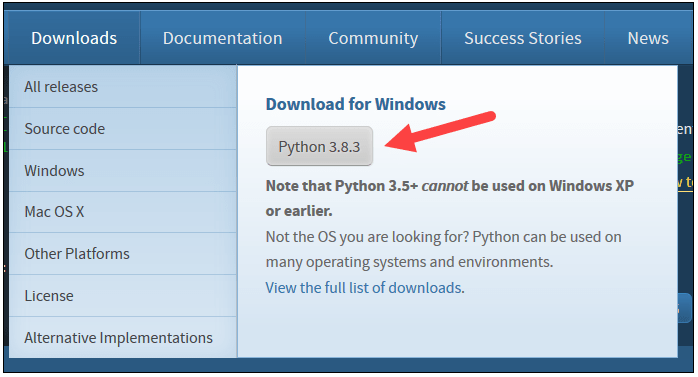 Downloads Documentation Community Success Stories News
All releases
Source code
Windows
Mac OS X
Other Platforms
License
Alternative Implementations
Download for Windows
Python 3.8.3
Note that Python 3.5+ cannot be used on Windows XP
or earlier.
Not the OS you are looking for? Python can be used on
many operating systems and environments.
View the full list of downloads.